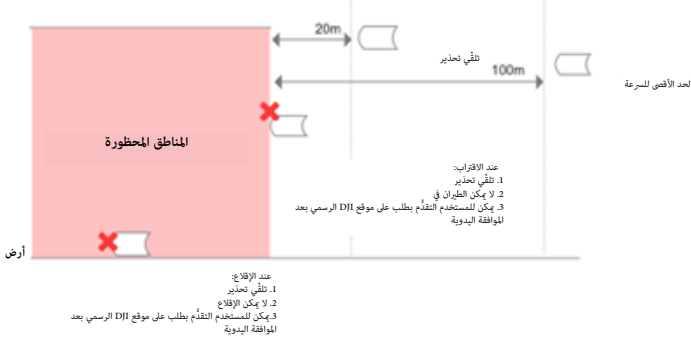 20m
تلقّي تحذير
100m
لحد الأقصى للسرعة
المناطق المحظورة
عند الاقتراب:
1. تلقّي تحذير
2. لا يمكن الطيران في
3. يمكن للمستخدم التقدُّم بطلب على موقع DJI الرسمي بعد
الموافقة اليدوية
أرض
عند الإقلاع:
1. تلقّي تحذير
2. لا يمكن الإقلاع
3.يمكن للمستخدم التقدُّم بطلب على موقع DJI الرسمي بعد
الموافقة اليدوية